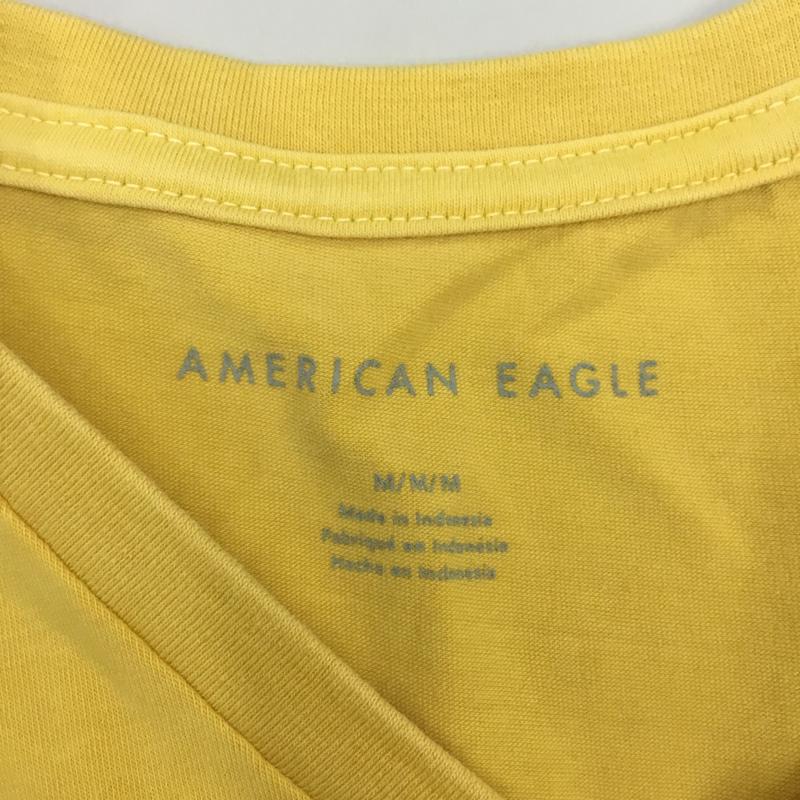 AMERICAN EAGLE
M/M/M
Made in Indonesia
Fabriqué en Indonésie
Hecho en Indonesia